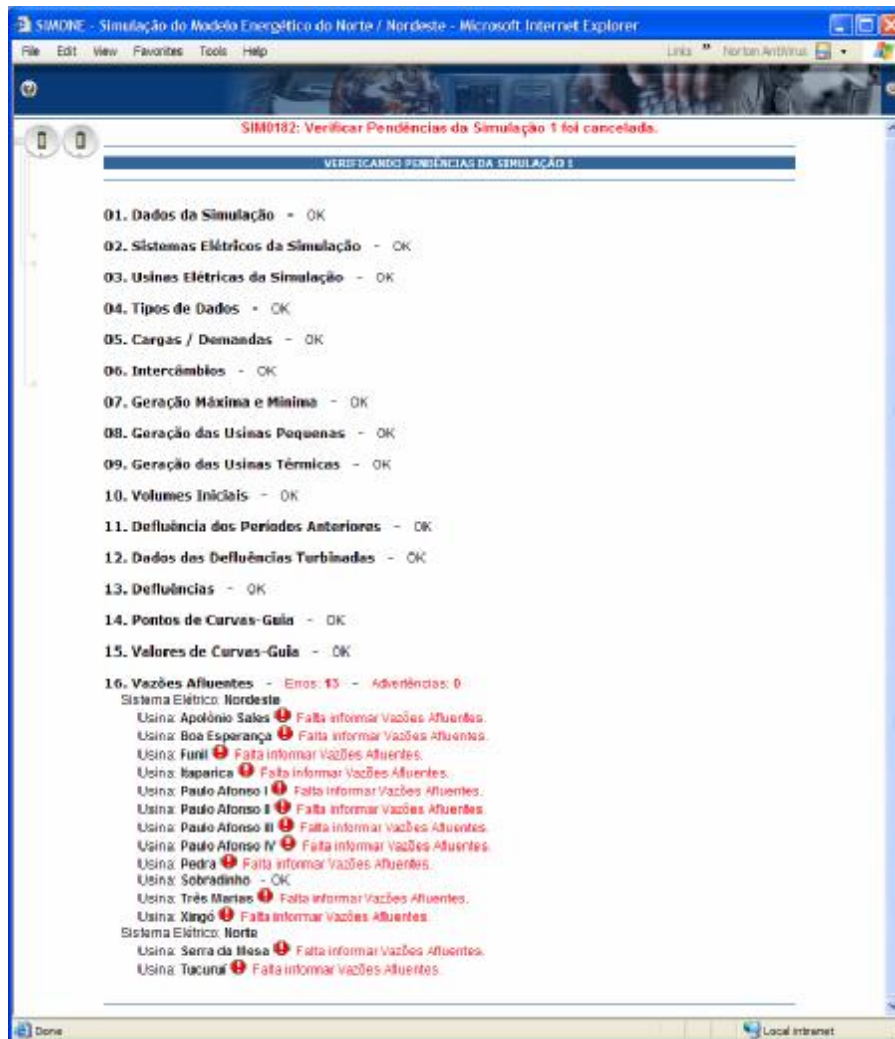 SIMONE - Simulação do Modelo Energético do Norte / Nordeste - Microsoft Internet Explorer
File Edit View Favorites Tools Help Links » Norton AntiVirus
SIM0182: Verificar Pendências da Simulação 1 foi cancelada.
VERIFICANDO PENDÊNCIAS DA SIMULAÇÃO 1
01. Dados da Simulação - OK
02. Sistemas Elétricos da Simulação - OK
03. Usinas Elétricas da Simulação - OK
04. Tipos de Dados - OK
05. Cargas / Demandas - OK
06. Intercâmbios - OK
07. Geração Máxima e Mínima - OK
08. Geração das Usinas Pequenas - OK
09. Geração das Usinas Térmicas - OK
10. Volumes Iniciais - OK
11. Defluência dos Períodos Anteriores - OK
12. Dados das Defluências Turbinadas - OK
13. Defluências - OK
14. Pontos de Curvas-Guia - OK
15. Valores de Curvas-Guia - OK
16. Vazões Afluentes - Erros: 13 - Advertências: 0
Sistema Elétrico: Nordeste
Usina: Apolônio Sales Falta informar Vazões Afluentes.
Usina: Boa Esperança Falta informar Vazões Afluentes.
Usina: Funil Falta informar Vazões Afluentes.
Usina: Itaparica Falta informar Vazões Afluentes.
Usina: Paulo Afonso I Falta informar Vazões Afluentes.
Usina: Paulo Afonso II Falta informar Vazões Afluentes.
Usina: Paulo Afonso III Falta informar Vazões Afluentes.
Usina: Paulo Afonso IV Falta informar Vazões Afluentes.
Usina: Pedra Falta informar Vazões Afluentes.
Usina: Sobradinho - OK
Usina: Três Marias Falta informar Vazões Afluentes.
Usina: Xingó Falta informar Vazões Afluentes.
Sistema Elétrico: Norte
Usina: Serra da Mesa Falta informar Vazões Afluentes.
Usina: Tucuruí Falta informar Vazões Afluentes.
Done Local intranet